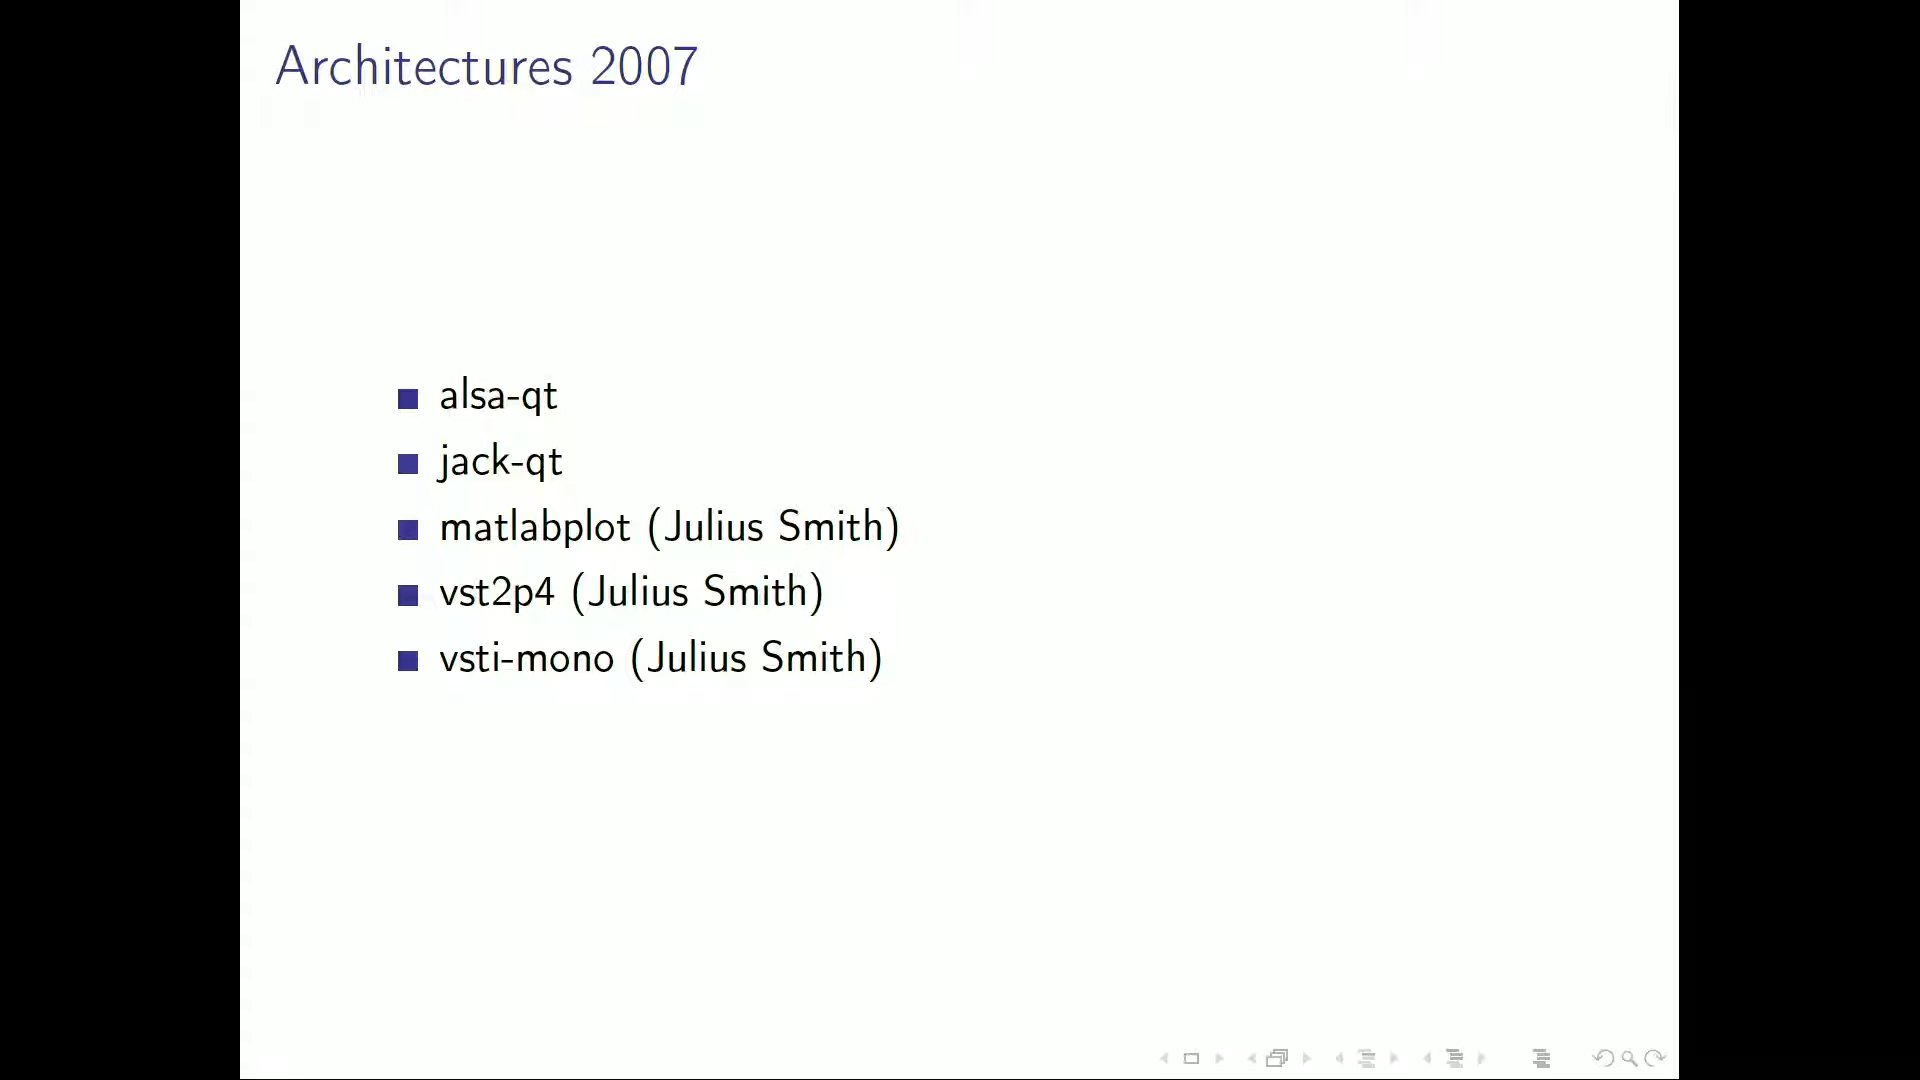 Architectures 2007
alsa-qt
jack-qt
matlabplot (Julius Smith)
vst2p4 (Julius Smith)
vsti-mono (Julius Smith)